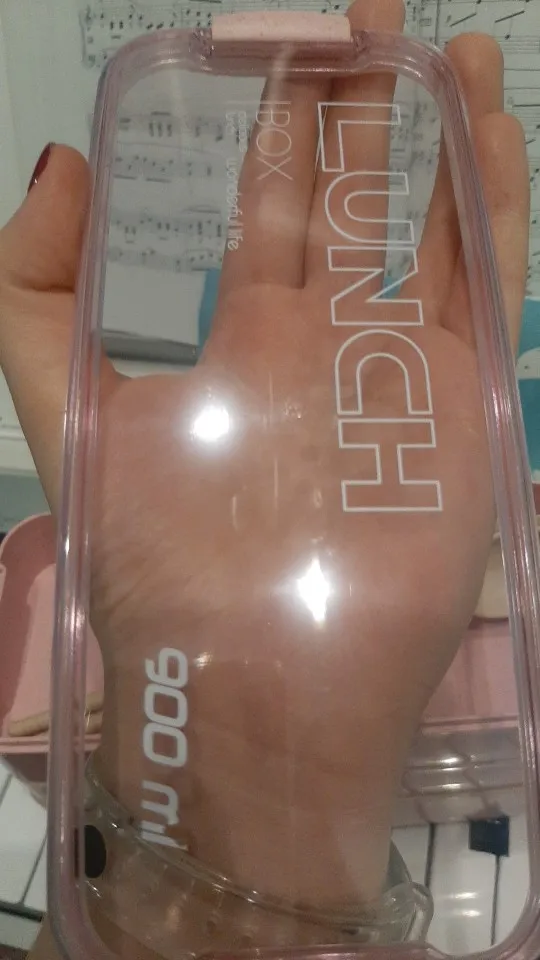 LUNCH
BOX
wonderful life
900 ml